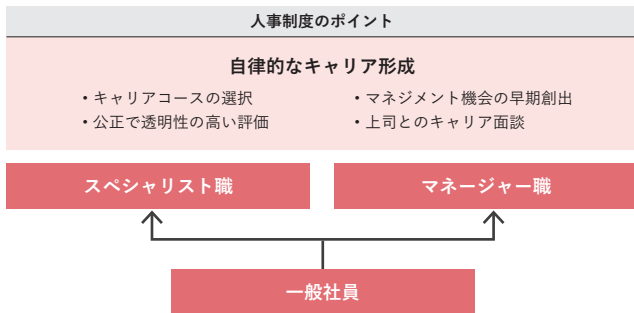 人事制度のポイント
自律的なキャリア形成
・キャリアコースの選択
・マネジメント機会の早期創出
・公正で透明性の高い評価
・上司とのキャリア面談
スペシャリスト職
マネージャー職
一般社員